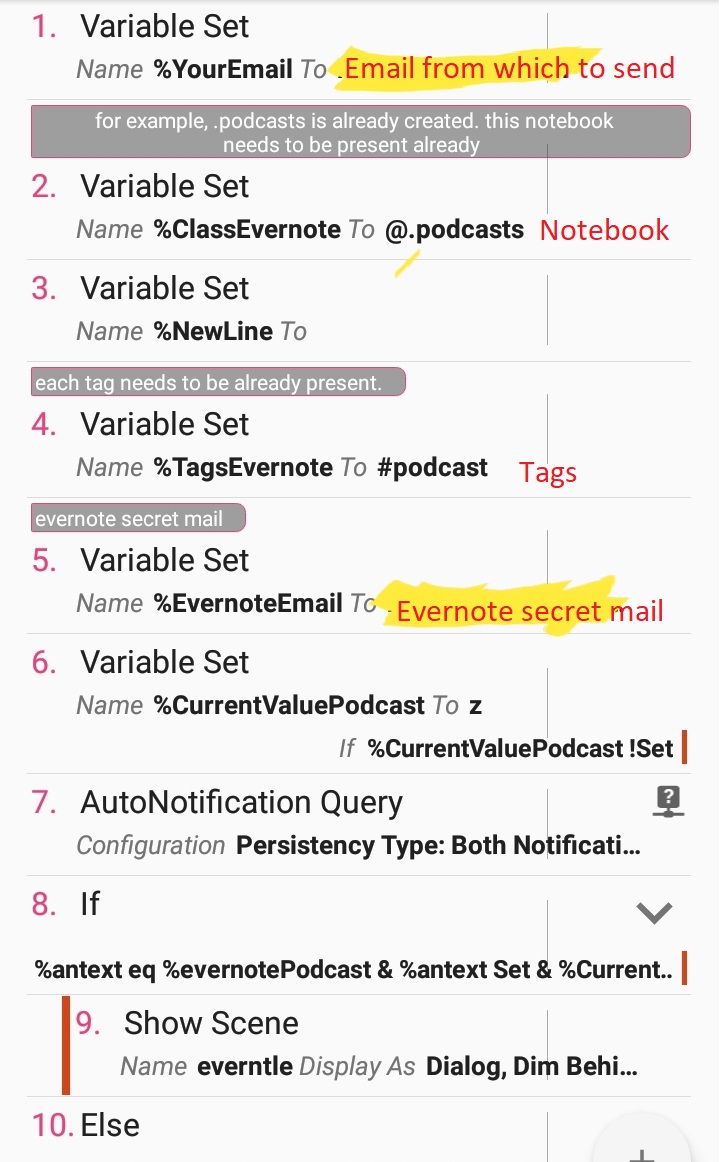 1. Variable Set
Name %YourEmail To Email from which to send
for example, .podcasts is already created. this notebook
needs to be present already
2. Variable Set
Name %ClassEvernote To @.podcasts Notebook
3. Variable Set
Name %NewLine To
each tag needs to be already present.
4. Variable Set
Name %TagsEvernote To #podcast Tags
evernote secret mail
5. Variable Set
Name %EvernoteEmail To Evernote secret mail
6. Variable Set
Name %CurrentValuePodcast To z
If %CurrentValuePodcast !Set
7. AutoNotification Query
?
Configuration Persistency Type: Both Notificati...
8. If
%antext eq %evernotePodcast & %antext Set & %Current..
9. Show Scene
Name everntle Display As Dialog, Dim Behi...
10. Else